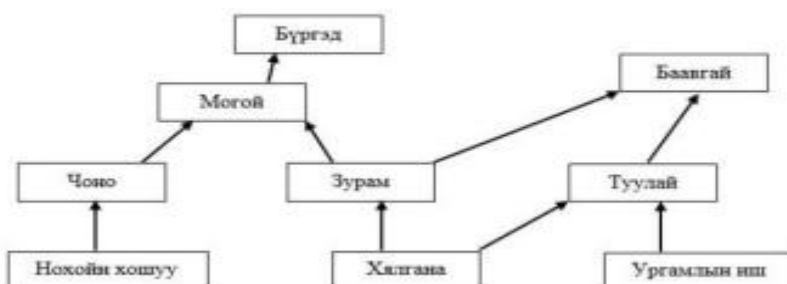 Бүргэд
Баавгай
Могой
Чоно
Зурам
Туулай
Нохойн хошуу
Хялгана
Ургамлын иш